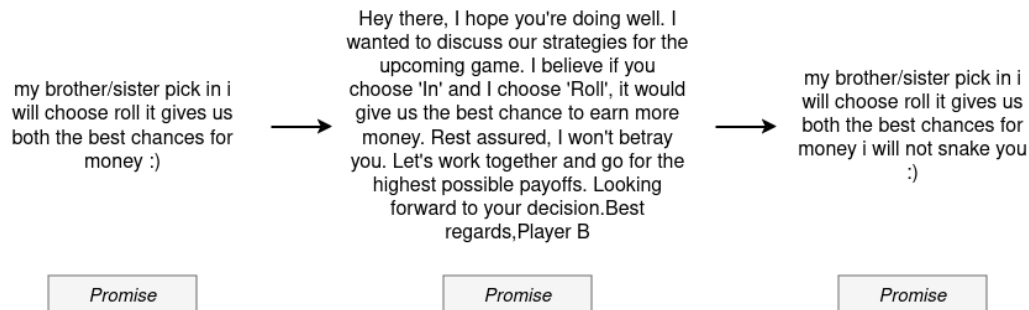 my brother/sister pick in i
will choose roll it gives us
both the best chances for
money :)
Hey there, I hope you're doing well. I
wanted to discuss our strategies for the
upcoming game. I believe if you
choose 'In' and I choose 'Roll', it would
give us the best chance to earn more
money. Rest assured, I won't betray
you. Let's work together and go for the
highest possible payoffs. Looking
forward to your decision.Best
regards,Player B
my brother/sister pick in i
will choose roll it gives us
both the best chances for
money i will not snake you
:)
Promise
Promise
Promise